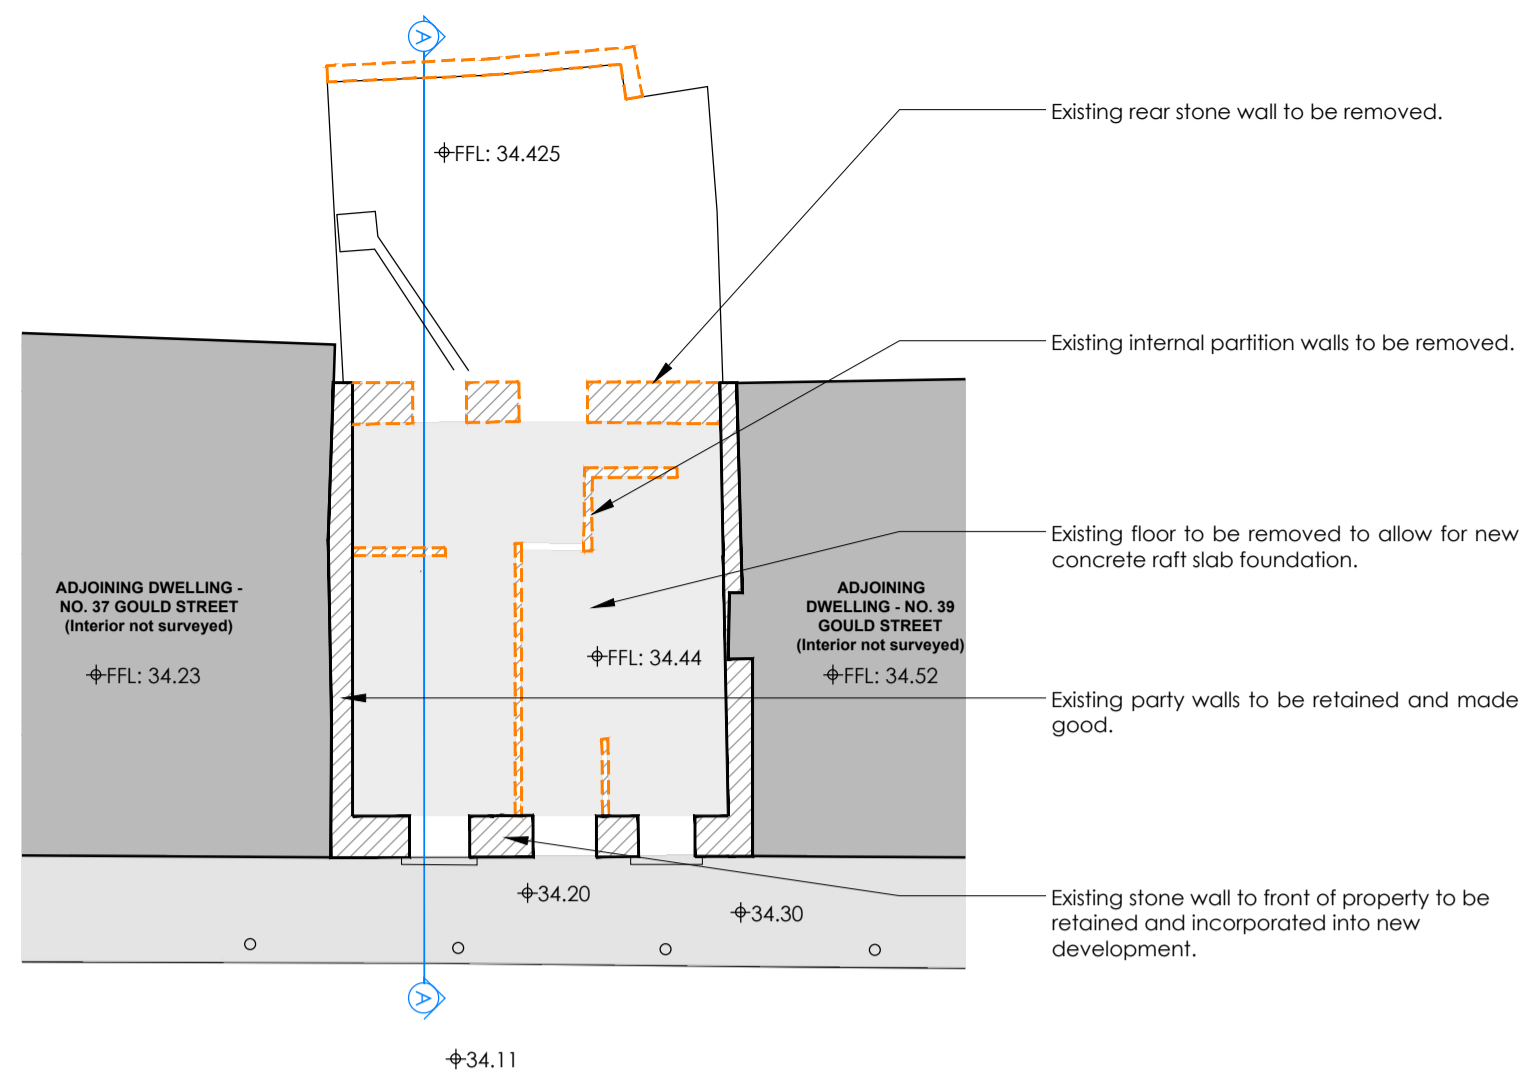 A
Existing rear stone wall to be removed.
FFL: 34.425
Existing internal partition walls to be removed.
Existing floor to be removed to allow for new
concrete raft slab foundation.
ADJOINING DWELLING -
NO. 37 GOULD STREET
(Interior not surveyed)
FFL: 34.23
FFL: 34.44
ADJOINING
DWELLING - NO. 39
GOULD STREET
(Interior not surveyed)
FFL: 34.52
Existing party walls to be retained and made
good.
34.20
34.30
Existing stone wall to front of property to be
retained and incorporated into new
development.
A
34.11